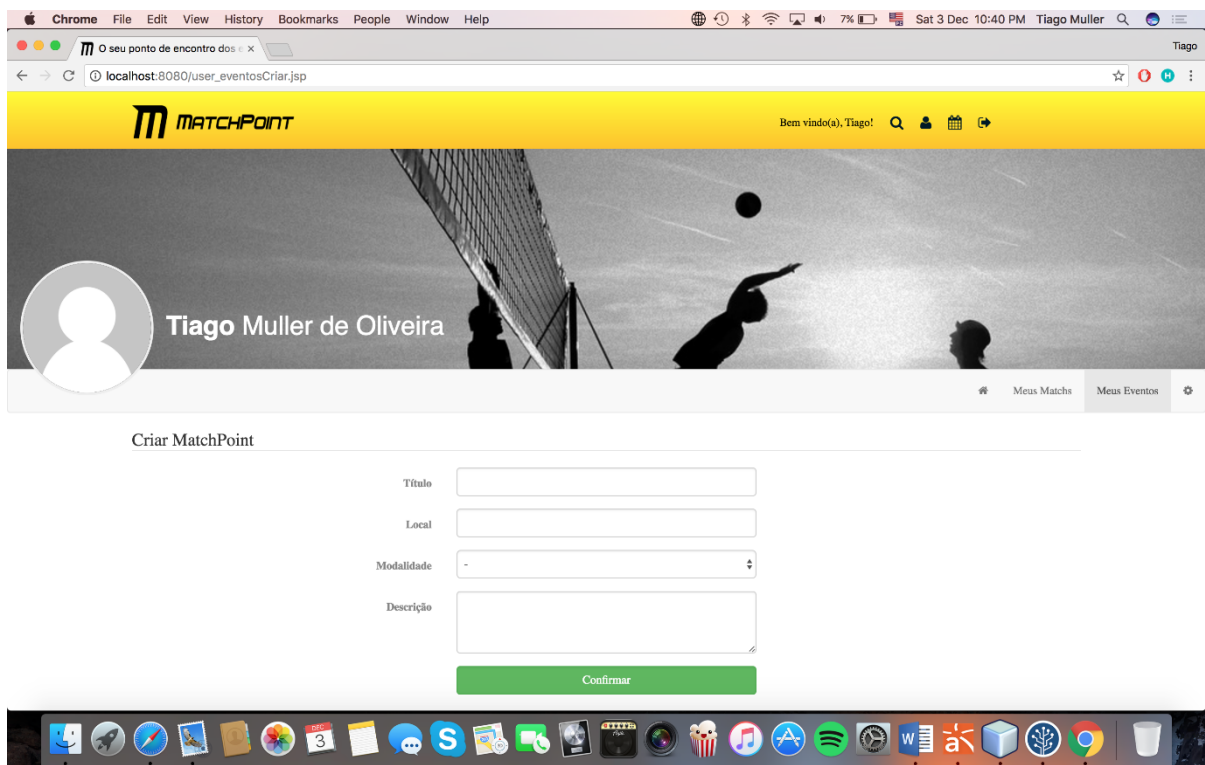 Chrome File Edit View History Bookmarks People Window Help 7% Sat 3 Dec 10:40 PM Tiago Muller
O seu ponto de encontro dos e Tiago
localhost:8080/user_eventosCriar.jsp
MATCHPOINT Bem vindo(a), Tiago!
Tiago Muller de Oliveira
Meus Matchs Meus Eventos
Criar MatchPoint
Título
Local
Modalidade -
Descrição
Confirmar
DEC
3